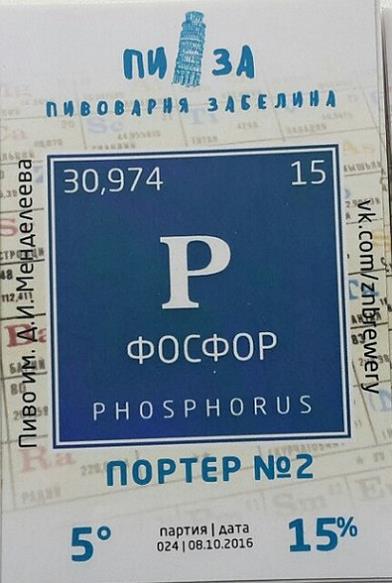 ПИ ЗА
ПИВОВАРНЯ ЗАБЕЛИНА
Пиво им. Д. И. Менделеева
30,974 15
P
ФОСФОР
PHOSPHORUS
vk.com/znbrewery
ПОРТЕР №2
5°
партия | дата
024 | 08.10.2016
15%